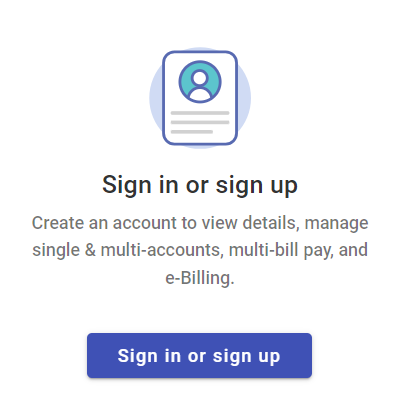 Sign in or sign up
Create an account to view details, manage
single & multi-accounts, multi-bill pay, and
e-Billing.
Sign in or sign up